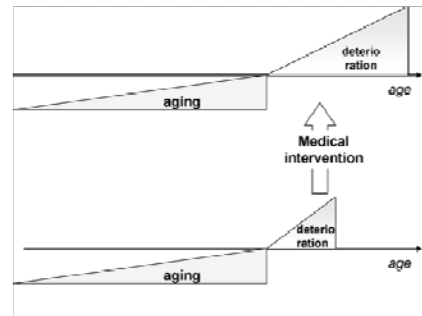 deterio
ration
age
aging
Medical
intervention
deterio
ration
age
aging